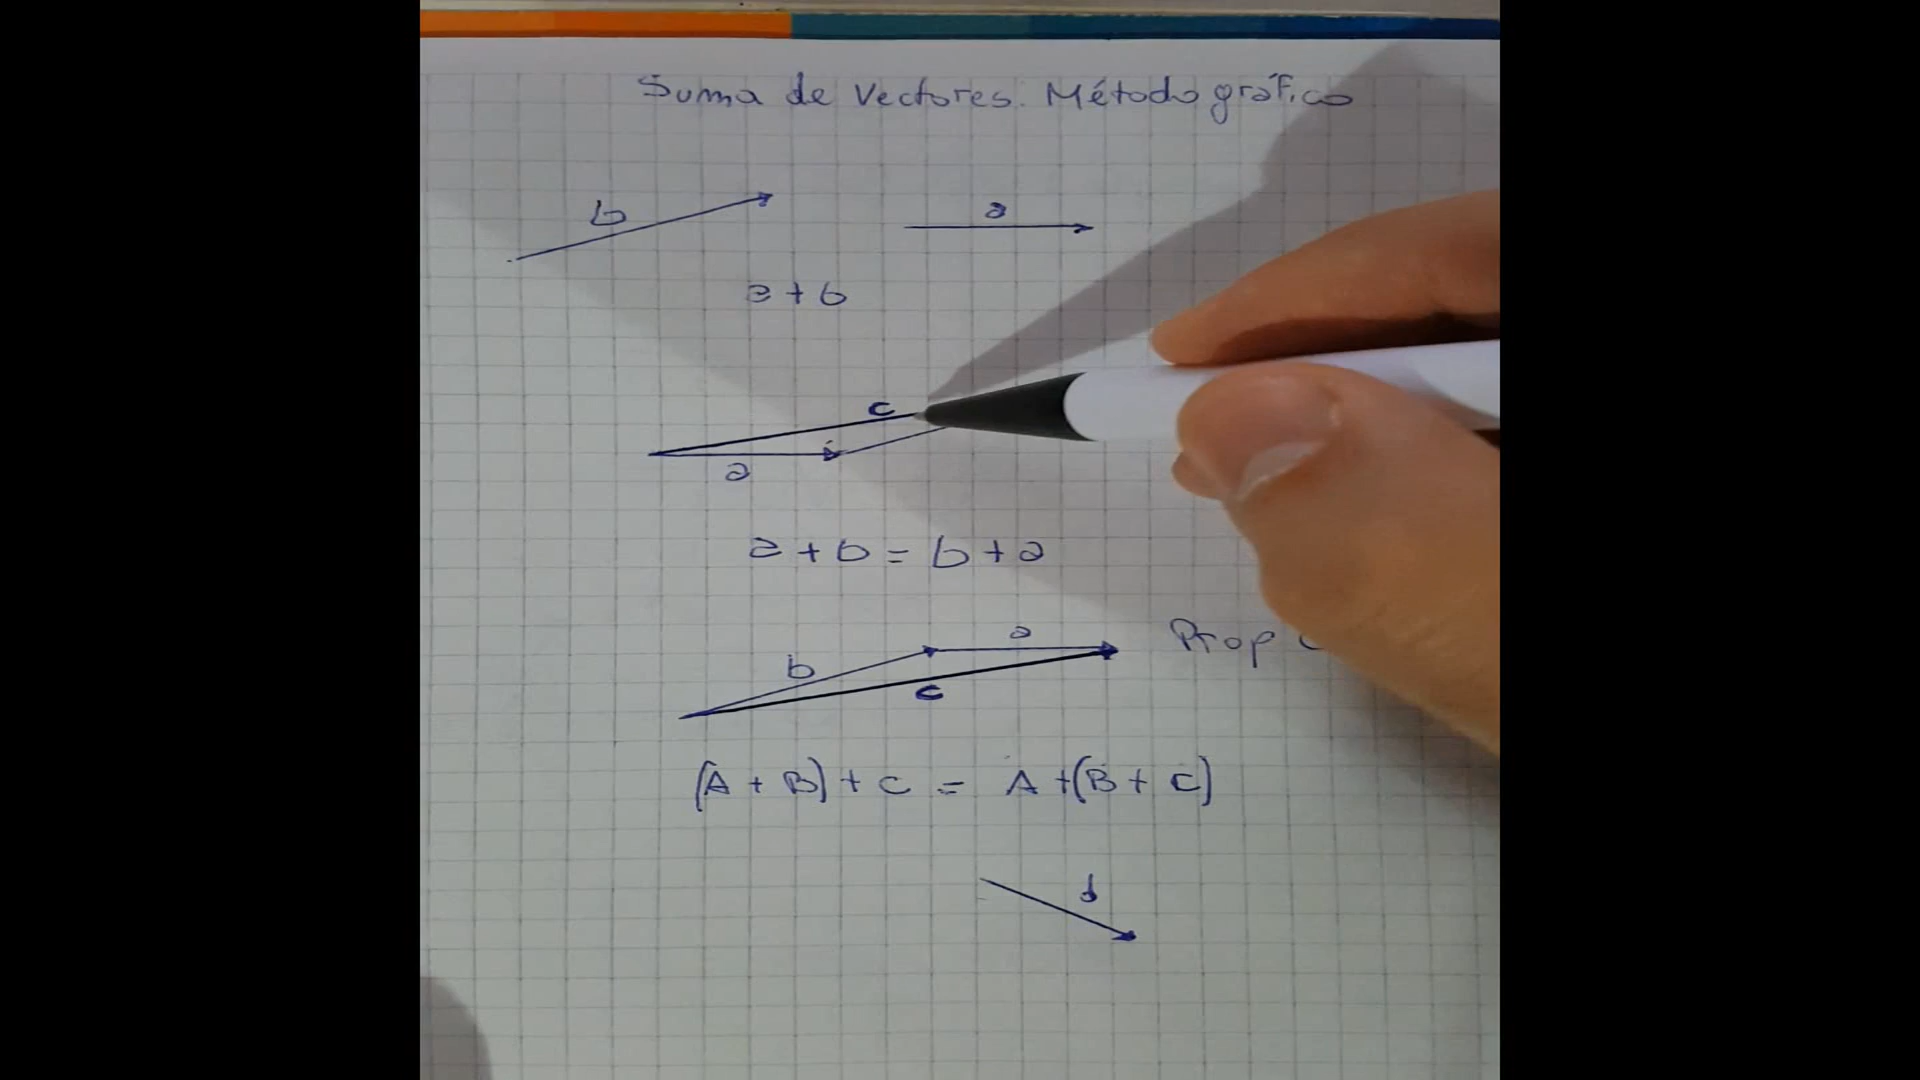 Suma de Vectores. Método gráfico
b
a
a + b
c
a
a + b = b + a
a
b
c
Prop
(A + B) + C = A + (B + C)
d